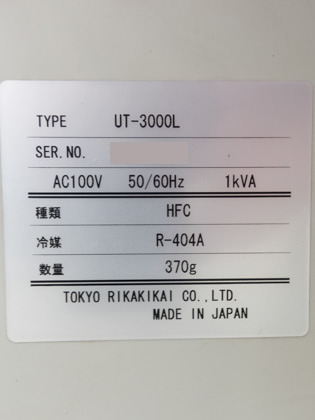 TYPE UT-3000L
SER.NO.
AC100V 50/60Hz 1kVA
種類 HFC
冷媒 R-404A
数量 370g
TOKYO RIKAKIKAI CO.,LTD.
MADE IN JAPAN